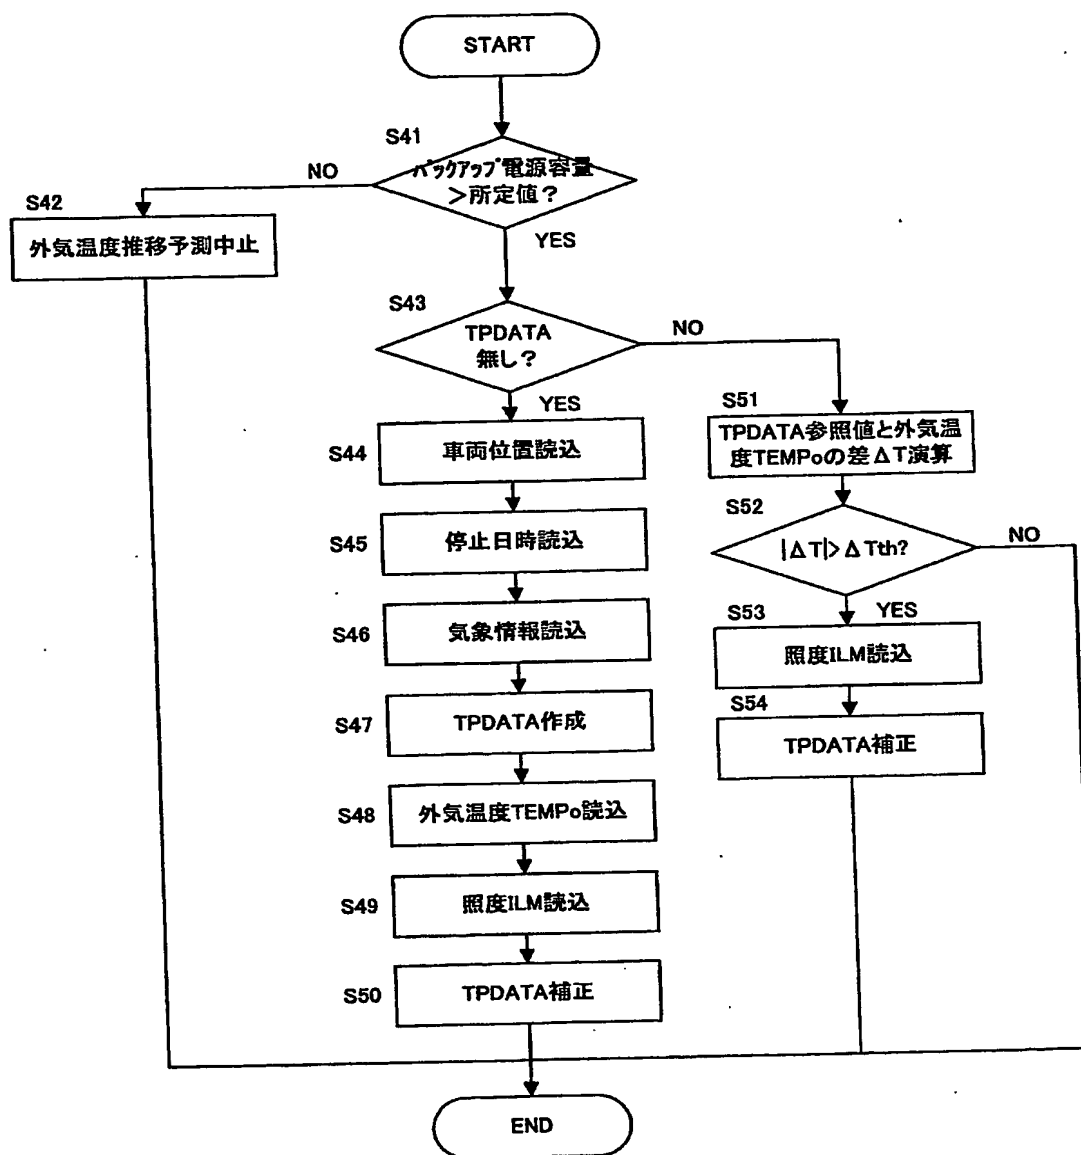 START
S41
バックアップ電源容量
＞所定値？
NO
YES
S42
外気温度推移予測中止
S43
TPDATA
無し？
NO
YES
S44
車両位置読込
S45
停止日時読込
S46
気象情報読込
S47
TPDATA作成
S48
外気温度TEMPo読込
S49
照度ILM読込
S50
TPDATA補正
S51
TPDATA参照値と外気温
度TEMPoの差ΔT演算
S52
|ΔT|>ΔTth?
NO
YES
S53
照度ILM読込
S54
TPDATA補正
END